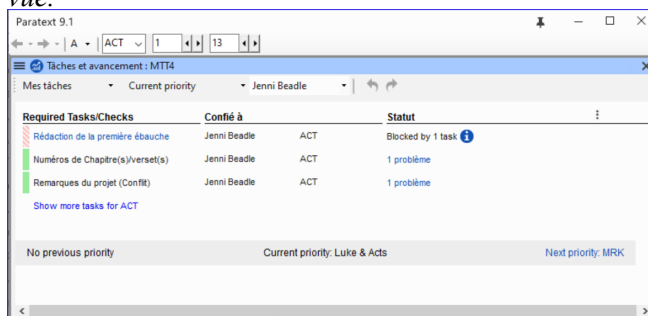 vue.
Paratext 9.1
A ACT 1 13
Tâches et avancement : MTT4
Mes tâches Current priority Jenni Beadle
Required Tasks/Checks Confié à Statut
Rédaction de la première ébauche Jenni Beadle ACT Blocked by 1 task
Numéros de Chapitre(s)/verset(s) Jenni Beadle ACT 1 problème
Remarques du projet (Conflit) Jenni Beadle ACT 1 problème
Show more tasks for ACT
No previous priority Current priority: Luke & Acts Next priority: MRK